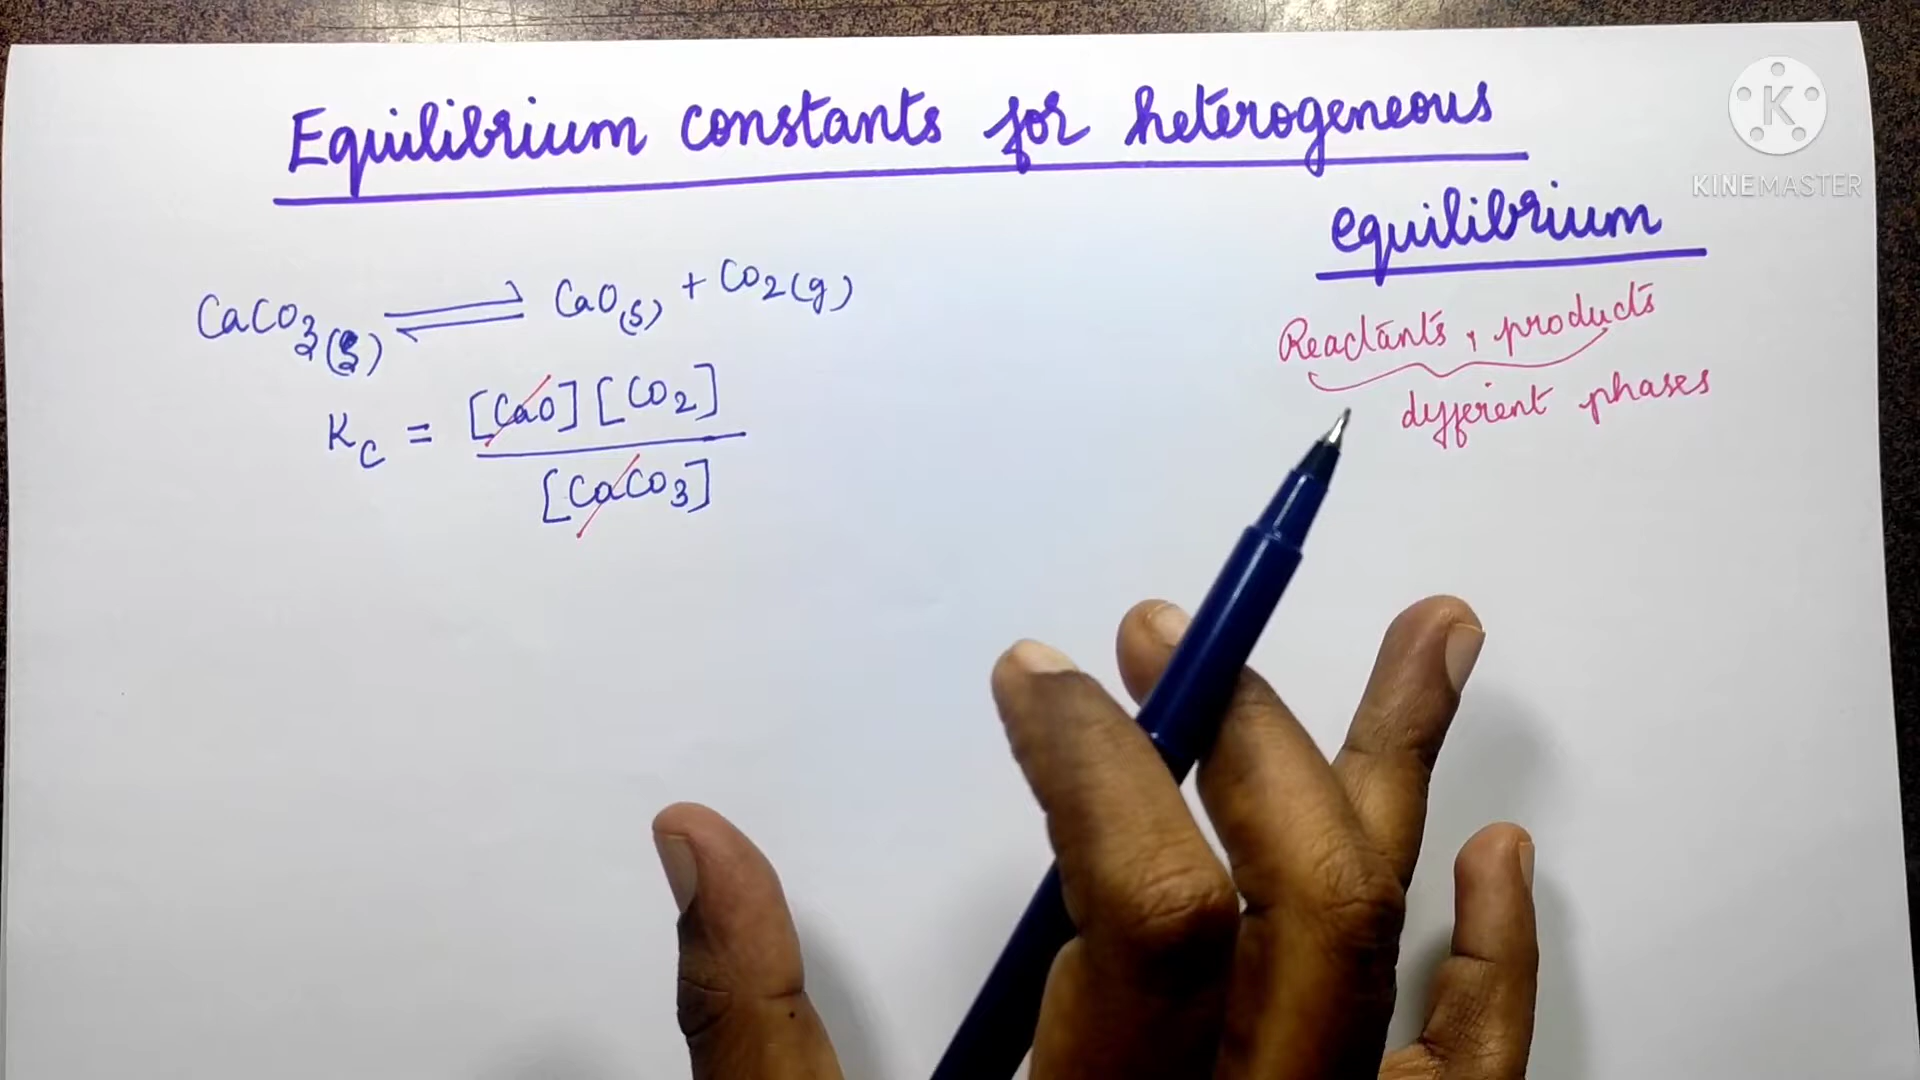 Equilibrium constants for heterogeneous
equilibrium
KINEMASTER
Reactants, products
different phases
CaCO3(s) ⇌ CaO(s) + CO2(g)
Kc = [CaO][CO2]
[CaCO3]